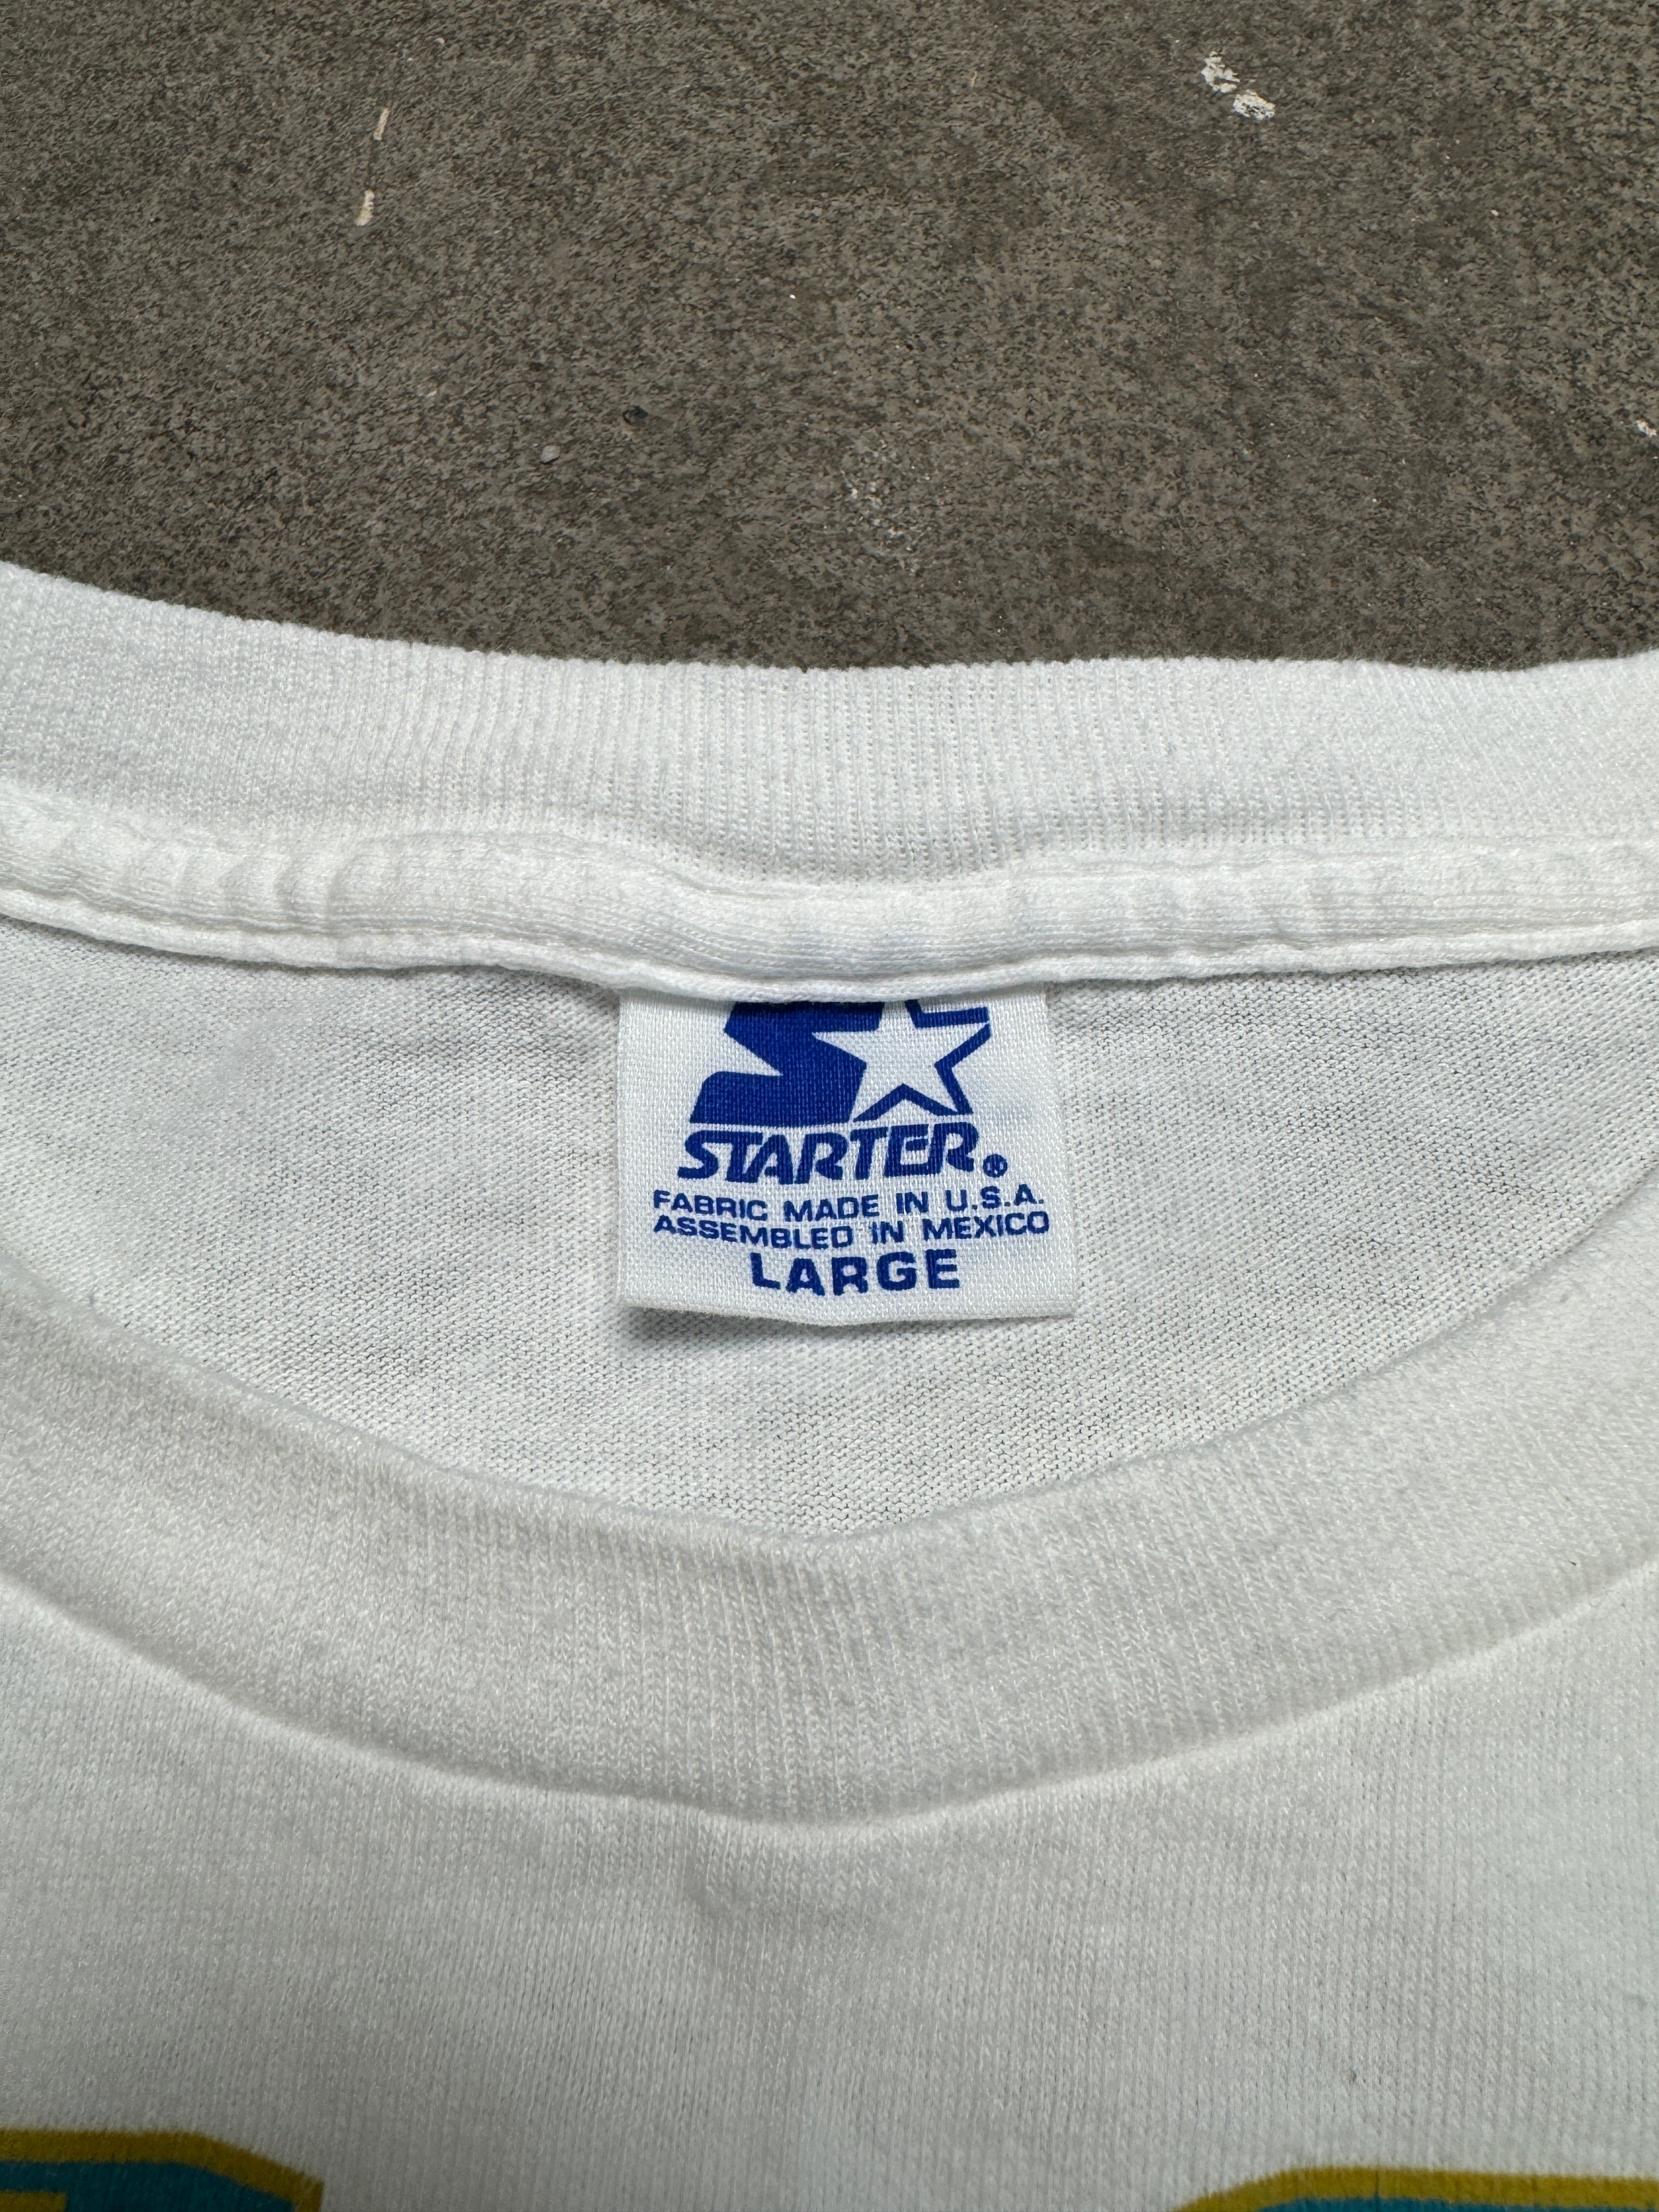 STARTER®
FABRIC MADE IN U.S.A.
ASSEMBLED IN MEXICO
LARGE